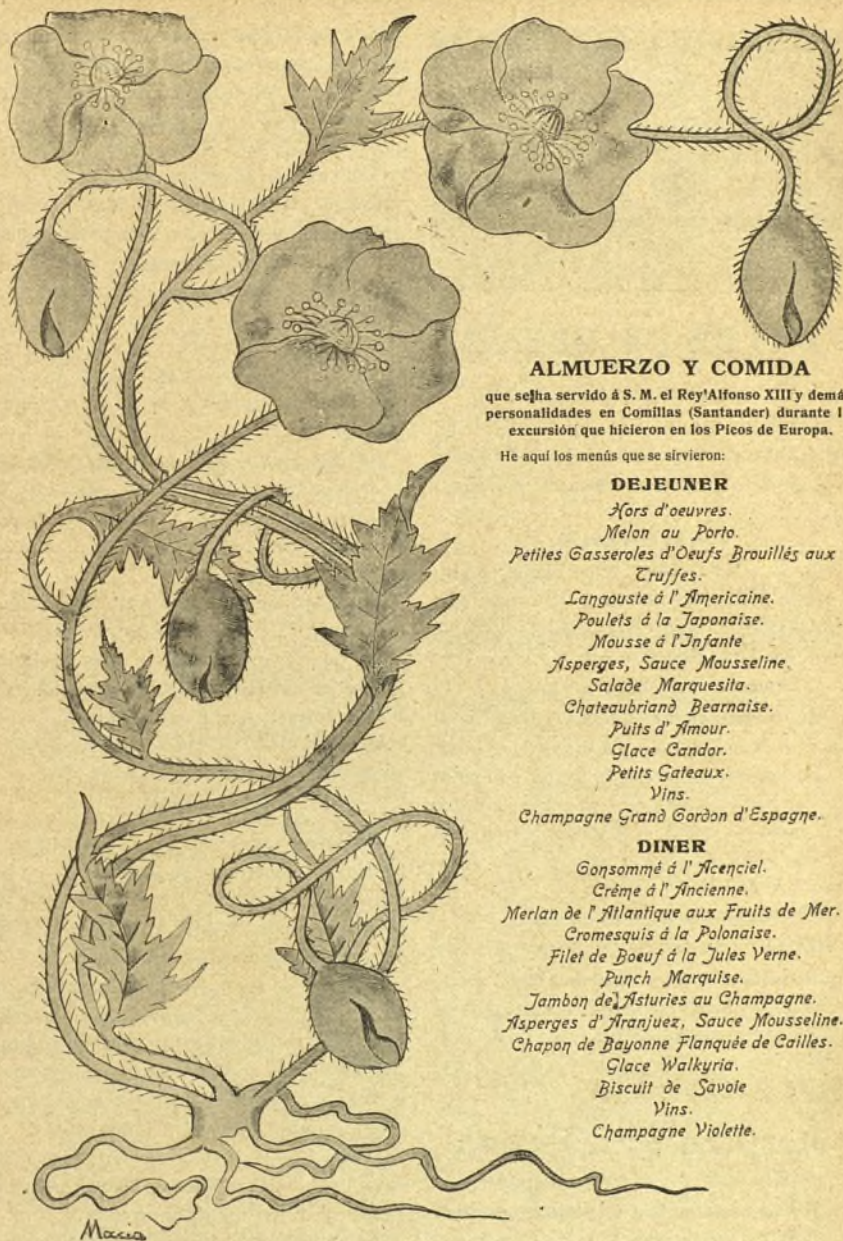 ALMUERZO Y COMIDA
que se ha servido á S. M. el Rey Alfonso XIII y demá
personalidades en Comillas (Santander) durante l
excursión que hicieron en los Picos de Europa.
He aquí los menús que se sirvieron:
DEJEUNER
Hors d'oeuvres.
Melon au Porto.
Petites Casseroles d'Oeufs Brouillés aux
Truffes.
Langouste á l'Americaine.
Poulets á la Japonaise.
Mousse á l'Infante
Asperges, Sauce Mousseline.
Salade Marquesita.
Chateaubriand Bearnaise.
Puits d'Amour.
Glace Candor.
Petits Gateaux.
Vins.
Champagne Grand Cordon d'Espagne.
DINER
Consommé á l'Acenciel.
Créme á l'Ancienne.
Merlan de l'Atlantique aux Fruits de Mer.
Cromesquis á la Polonaise.
Filet de Boeuf á la Jules Verne.
Punch Marquise.
Jambon de Asturies au Champagne.
Asperges d'Aranjuez, Sauce Mousseline.
Chapon de Bayonne Flanquée de Cailles.
Glace Walkyria.
Biscuit de Savoie
Vins.
Champagne Violette.
Macia